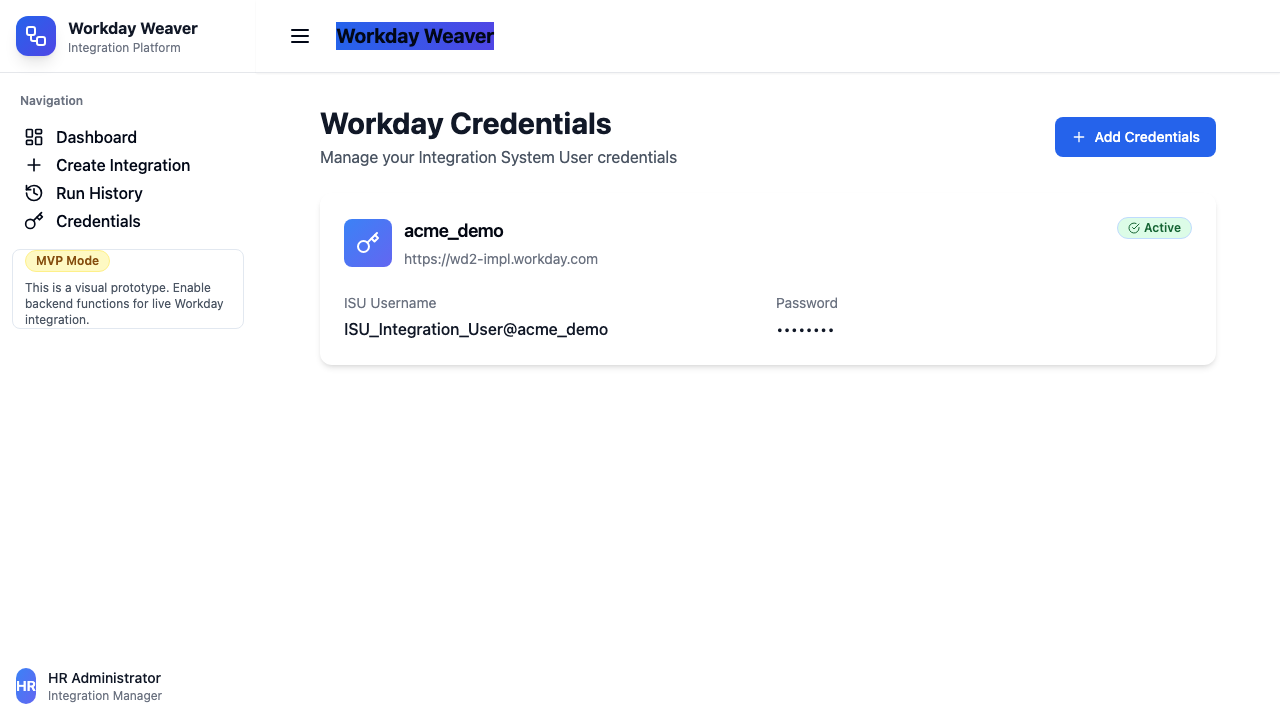 Workday Weaver
Integration Platform
Workday Weaver
Navigation
Dashboard
Create Integration
Run History
Credentials
MVP Mode
This is a visual prototype. Enable
backend functions for live Workday
integration.
HR
HR Administrator
Integration Manager
Workday Credentials
Manage your Integration System User credentials
Add Credentials
acme_demo
https://wd2-impl.workday.com
Active
ISU Username
ISU_Integration_User@acme_demo
Password
••••••••